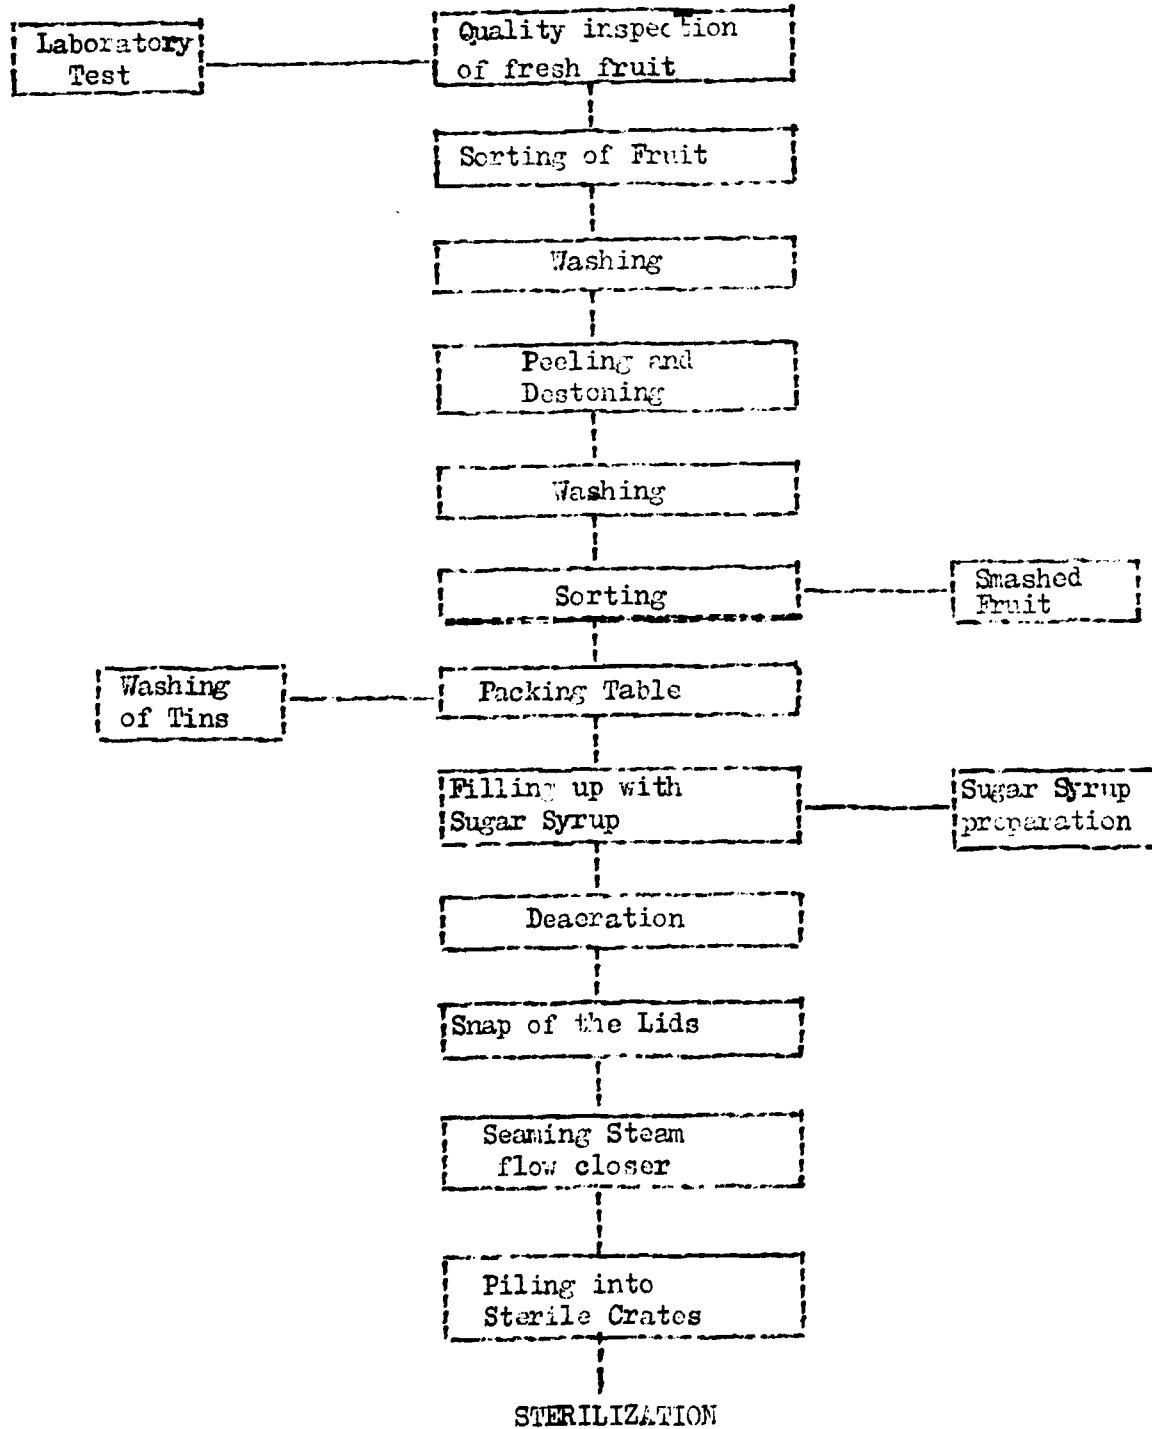 Laboratory
Test
Quality inspection
of fresh fruit
Sorting of Fruit
Washing
Peeling and
Destoning
Washing
Sorting
Smashed
Fruit
Washing
of Tins
Packing Table
Filling up with
Sugar Syrup
Sugar Syrup
preparation
Deaeration
Snap of the Lids
Seaming Steam
flow closer
Piling into
Sterile Crates
STERILIZATION